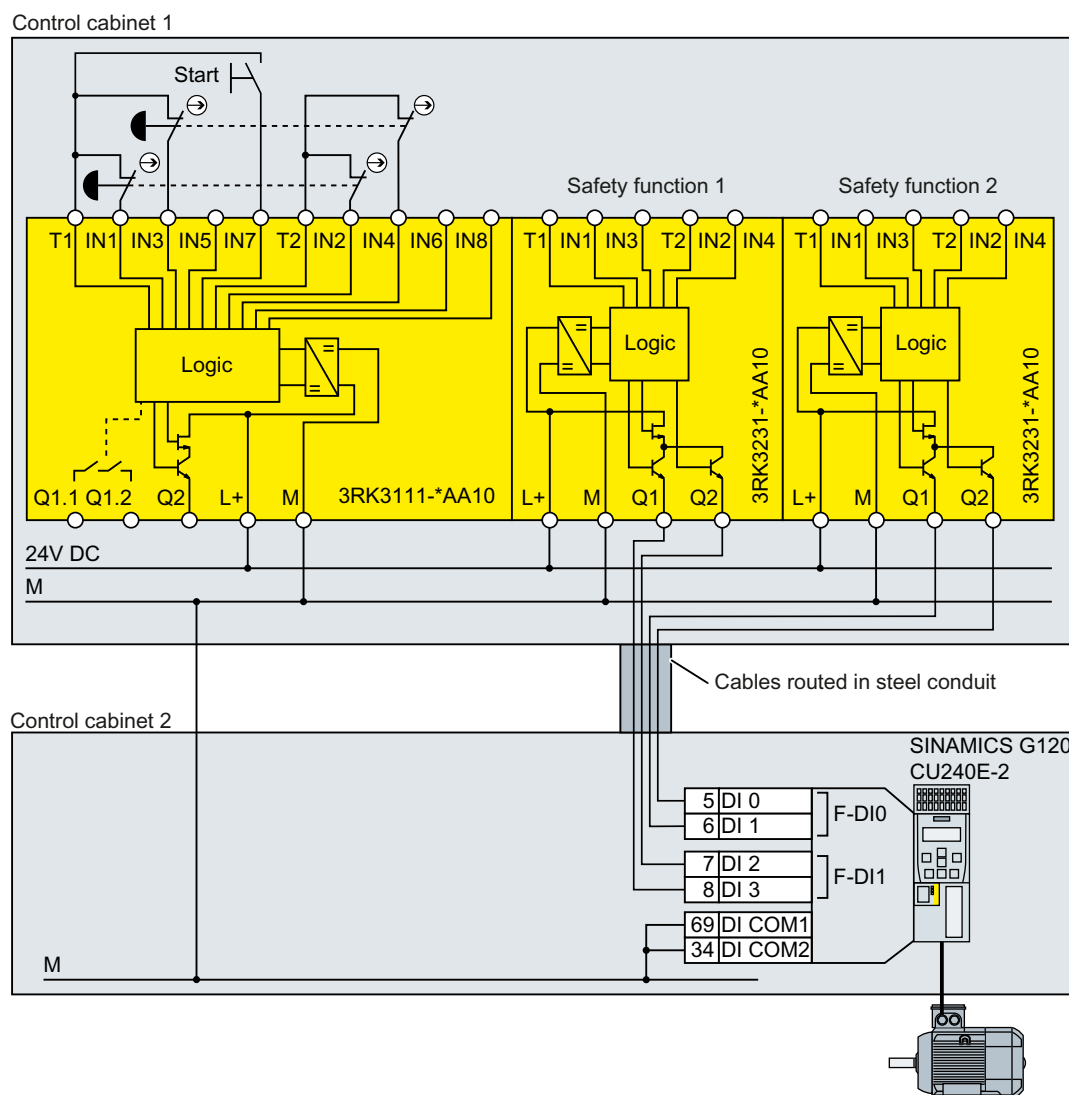 Control cabinet 1
Start
Safety function 1 Safety function 2
T1 IN1 IN3 IN5 IN7 T2 IN2 IN4 IN6 IN8 T1 IN1 IN3 T2 IN2 IN4 T1 IN1 IN3 T2 IN2 IN4
Logic Logic Logic
3RK3231-*AA10
3RK3231-*AA10
Q1.1 Q1.2 Q2 L+ M 3RK3111-*AA10 L+ M Q1 Q2 L+ M Q1 Q2
24V DC
M
Cables routed in steel conduit
Control cabinet 2
SINAMICS G120
CU240E-2
5 DI 0
F-DI0
6 DI 1
7 DI 2
F-DI1
8 DI 3
69 DI COM1
34 DI COM2
M